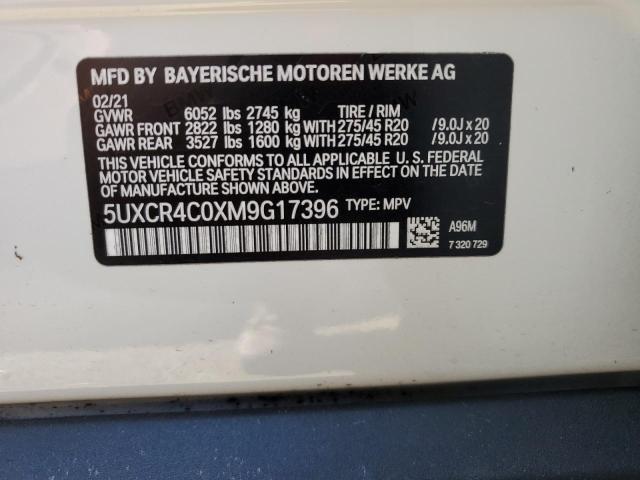 MFD BY BAYERISCHE MOTOREN WERKE AG
02/21
GVWR 6052 lbs 2745 kg TIRE / RIM
GAWR FRONT 2822 lbs 1280 kg WITH 275/45 R20 /9.0J x 20
GAWR REAR 3527 lbs 1600 kg WITH 275/45 R20 /9.0J x 20
THIS VEHICLE CONFORMS TO ALL APPLICABLE U.S. FEDERAL
MOTOR VEHICLE SAFETY STANDARDS IN EFFECT ON THE DATE
OF MANUFACTURE SHOWN ABOVE.
5UXCR4C0XM9G17396 TYPE: MPV
A96M
7 320 729